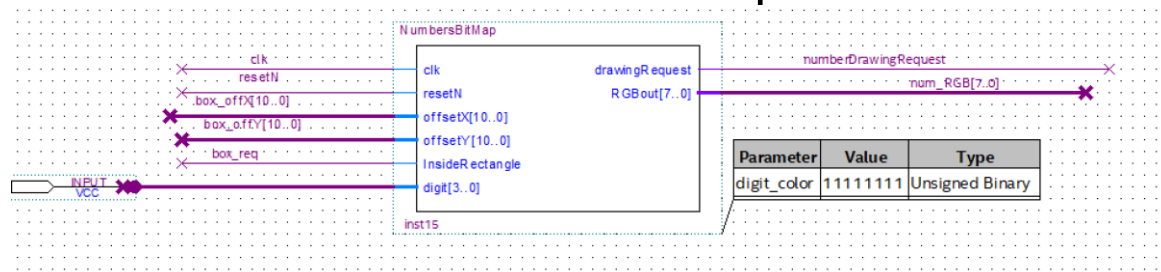 NumbersBitMap
clk
clk
drawingRequest
numberDrawingRequest
resetN
resetN
RGBout[7..0]
num_RGB[7..0]
box_offX[10..0]
offsetX[10..0]
box_offY[10..0]
offsetY[10..0]
box_req
InsideRectangle
INPUT
VCC
digit[3..0]
inst15
Parameter Value Type
digit_color 11111111 Unsigned Binary